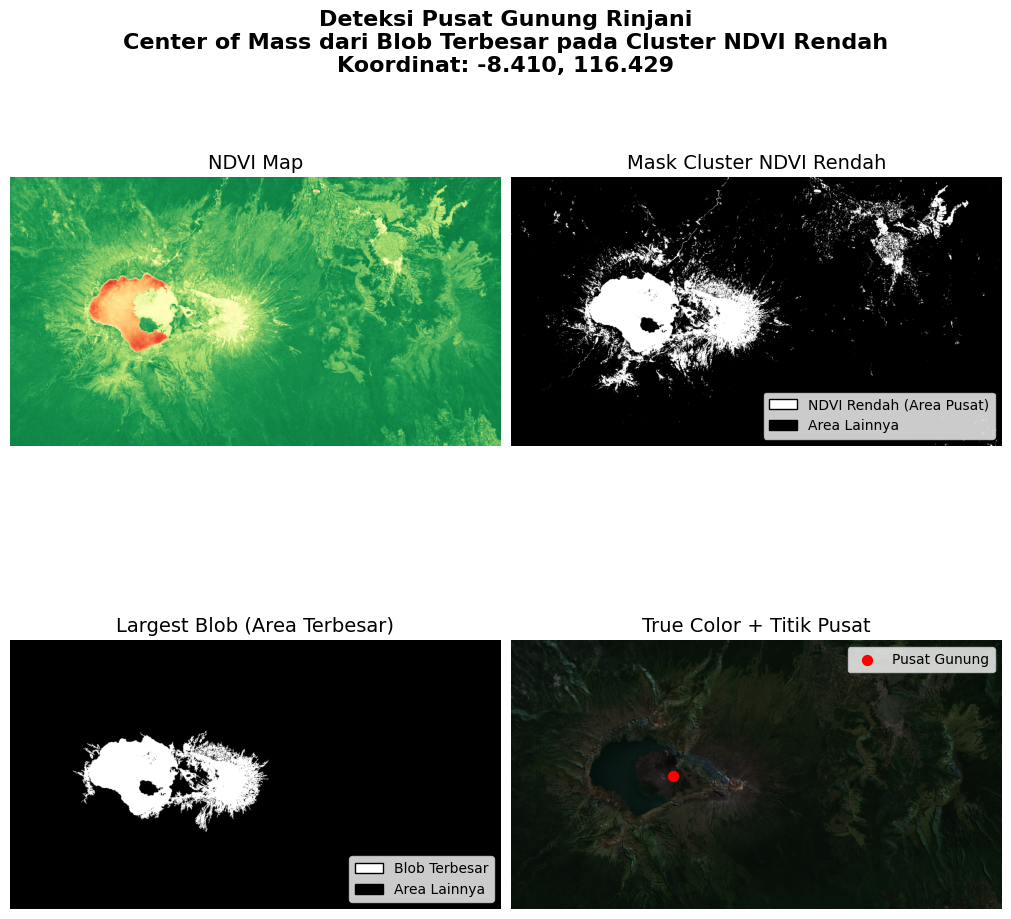 Deteksi Pusat Gunung Rinjani
Center of Mass dari Blob Terbesar pada Cluster NDVI Rendah
Koordinat: -8.410, 116.429
NDVI Map
Mask Cluster NDVI Rendah
NDVI Rendah (Area Pusat)
Area Lainnya
Largest Blob (Area Terbesar)
True Color + Titik Pusat
Blob Terbesar
Area Lainnya
Pusat Gunung